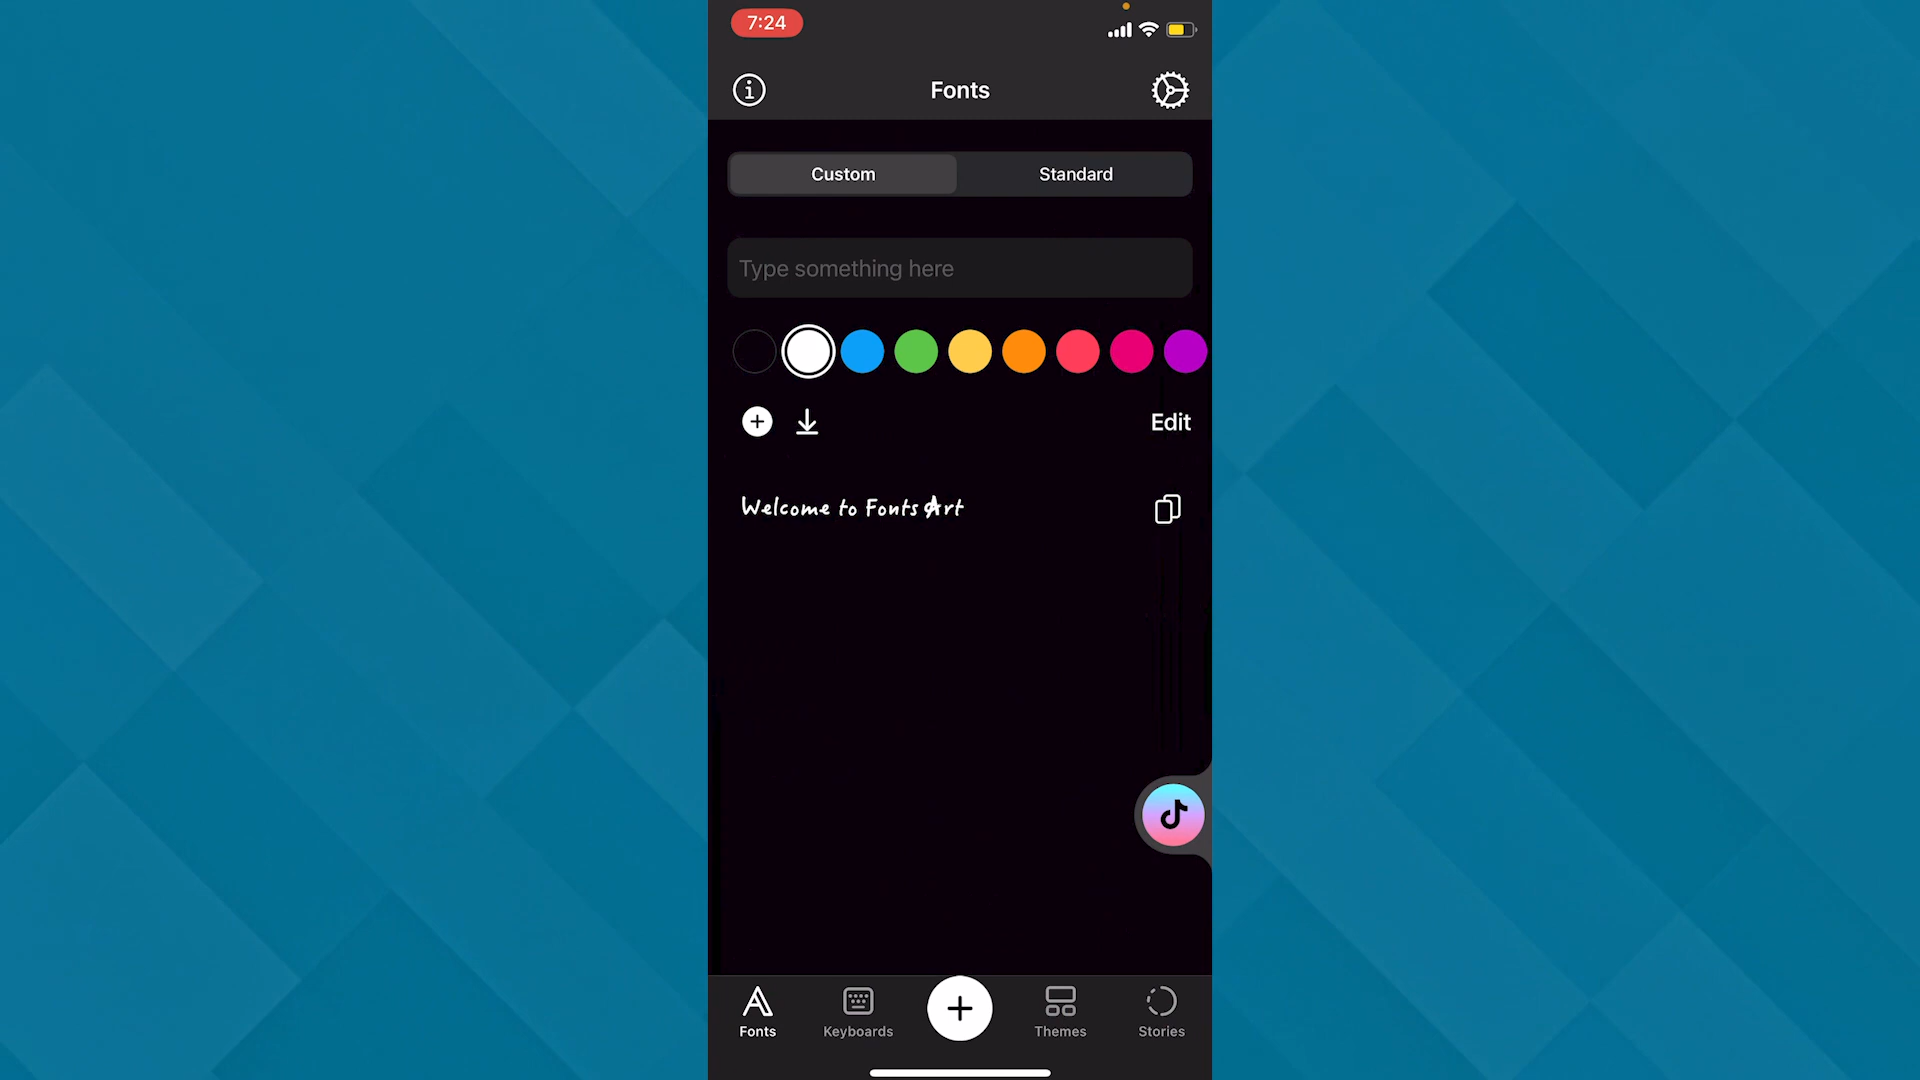 7:24
Fonts
Custom
Standard
Type something here
Edit
Welcome to Fonts Art
Fonts
Keyboards
Themes
Stories